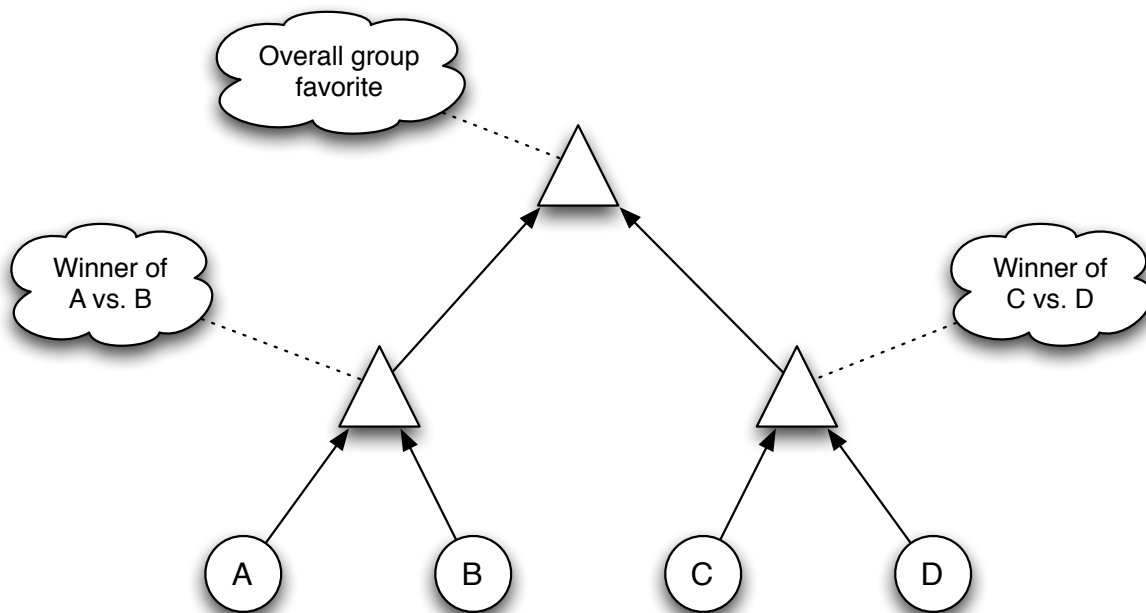 Overall group
favorite
Winner of
A vs. B
Winner of
C vs. D
A
B
C
D